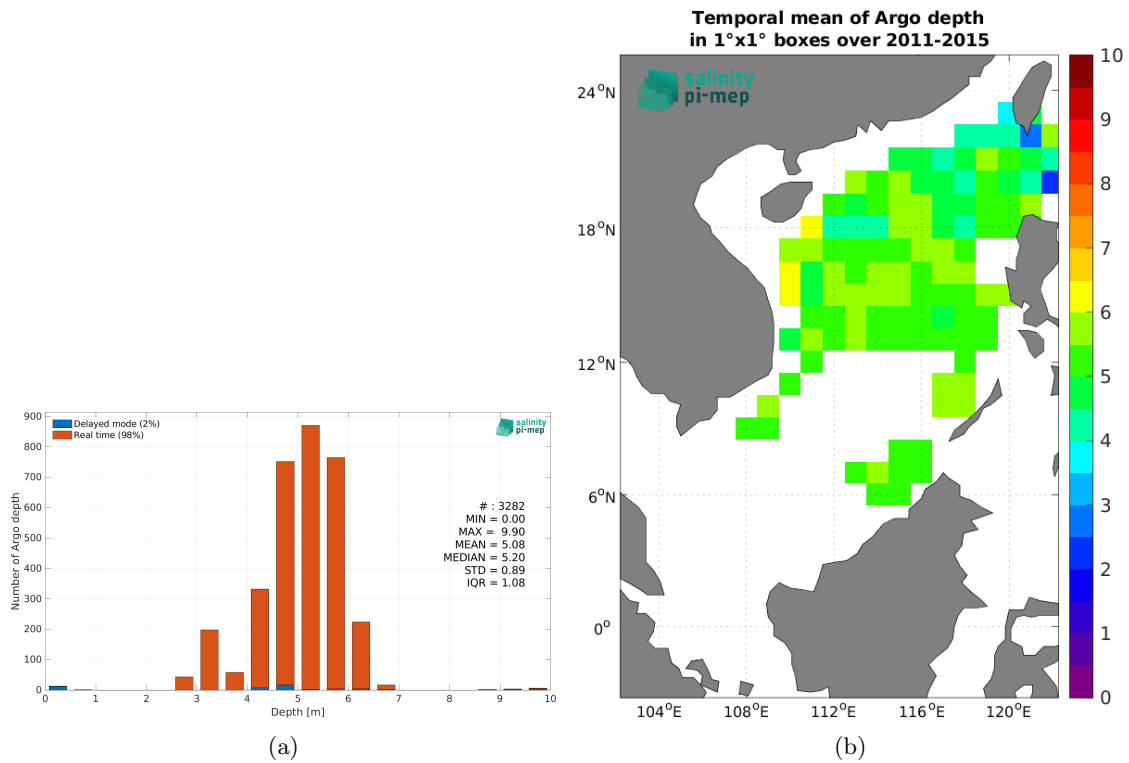 Temporal mean of Argo depth
in 1°x1° boxes over 2011-2015
salinity
pi-mep
24°N
18°N
12°N
6°N
0°
104°E
108°E
112°E
116°E
120°E
10
9
8
7
6
5
4
3
2
1
0
Delayed mode (2%)
Real time (98%)
salinity
pi-mep
# : 3282
MIN = 0.00
MAX = 9.90
MEAN = 5.08
MEDIAN = 5.20
STD = 0.89
IQR = 1.08
Number of Argo depth
900
800
700
600
500
400
300
200
100
0
0 1 2 3 4 5 6 7 8 9 10
Depth [m]
(a)
(b)